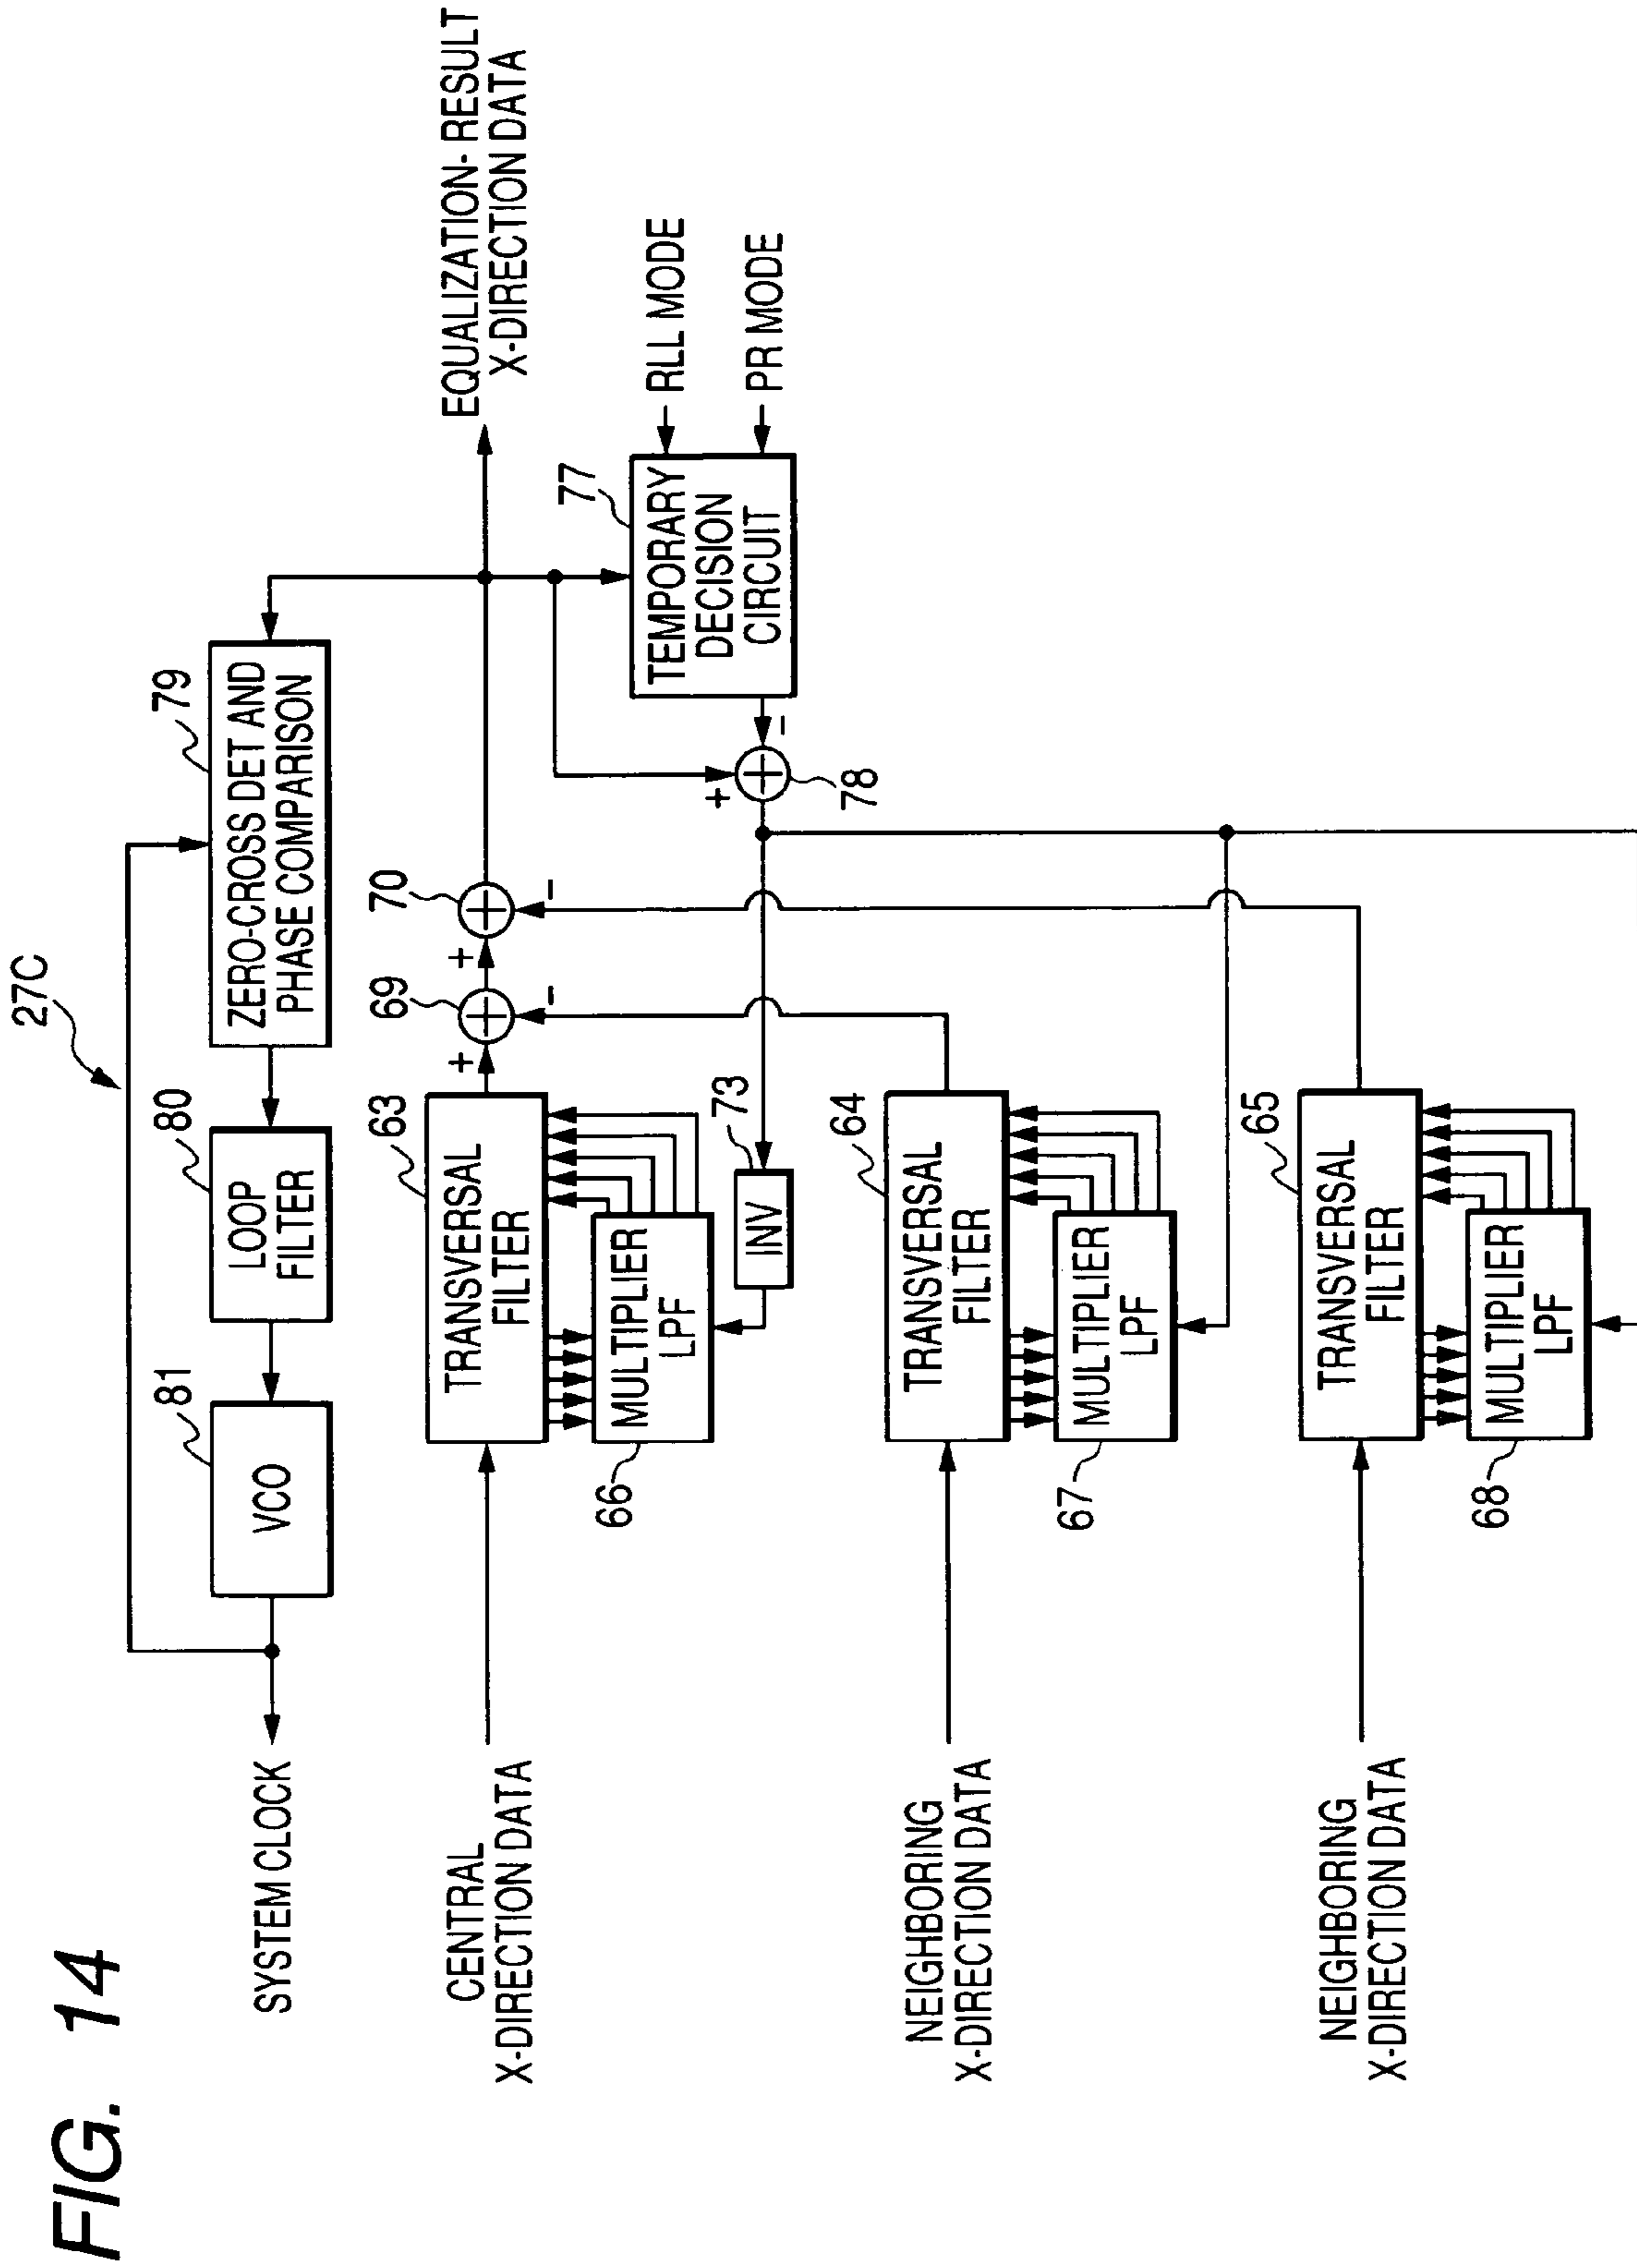 FIG. 14
27C
SYSTEM CLOCK
81
VCO
80
LOOP
FILTER
79
ZERO-CROSS DET AND
PHASE COMPARISON
CENTRAL
X-DIRECTION DATA
63
TRANSVERSAL
FILTER
66
MULTIPLIER
LPF
73
INV
+
69
-
+
70
-
EQUALIZATION- RESULT
X-DIRECTION DATA
77
TEMPORARY
DECISION
CIRCUIT
RLL MODE
PR MODE
-
+
78
NEIGHBORING
X-DIRECTION DATA
64
TRANSVERSAL
FILTER
67
MULTIPLIER
LPF
NEIGHBORING
X-DIRECTION DATA
65
TRANSVERSAL
FILTER
68
MULTIPLIER
LPF